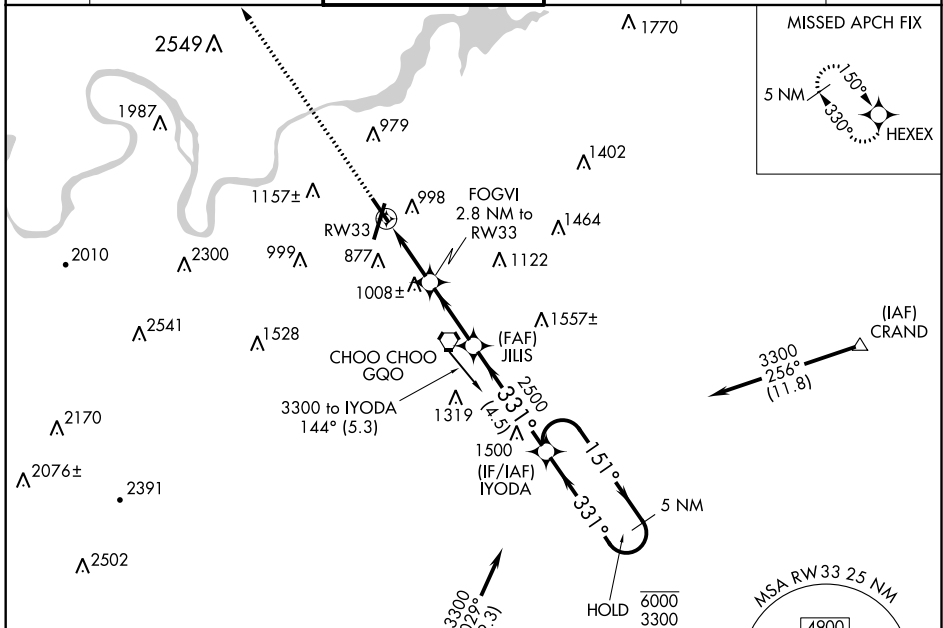 1770
MISSED APCH FIX
2549
150°
5 NM
330°
HEXEX
1987
979
1402
FOGVI
2.8 NM to
RW33
1157±
998
1464
RW33
2010
2300
999
877
1122
1008±
2541
1528
1557±
(FAF)
JILIS
(IAF)
CRAND
CHOO CHOO
GQO
3300
256°
(11.8)
3300 to IYODA
144° (5.3)
2500
331°
(4.5)
1319
2170
1500
(IF/IAF)
IYODA
151°
2076±
2391
331°
5 NM
2502
3300
029°
HOLD
6000
3300
MSA RW33 25 NM
4900